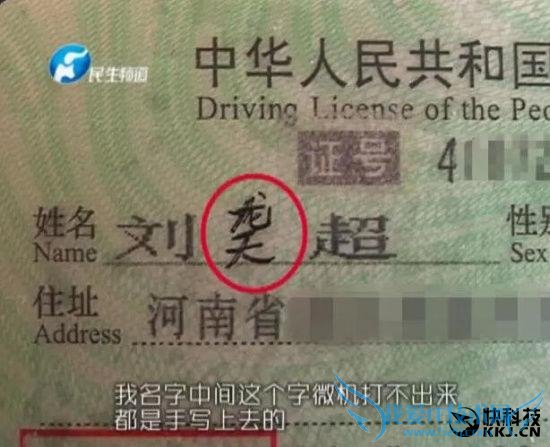 民生频道
中华人民共和国
Driving License of the Peo
证号 4
姓名 刘䶮超 性别
Name Sex
住址 河南省
Address
我名字中间这个字微机打不出来
都是手写上去的
快科技
KKJ.CN